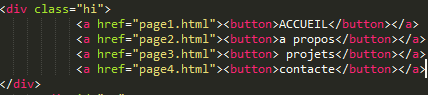 <div class="hi">
<a href="page1.html"><button>ACCUEIL</button></a>
<a href="page2.html"><button>a propos</button></a>
<a href="page3.html"><button> projets</button></a>
<a href="page4.html"><button>contacte</button></a>
</div>